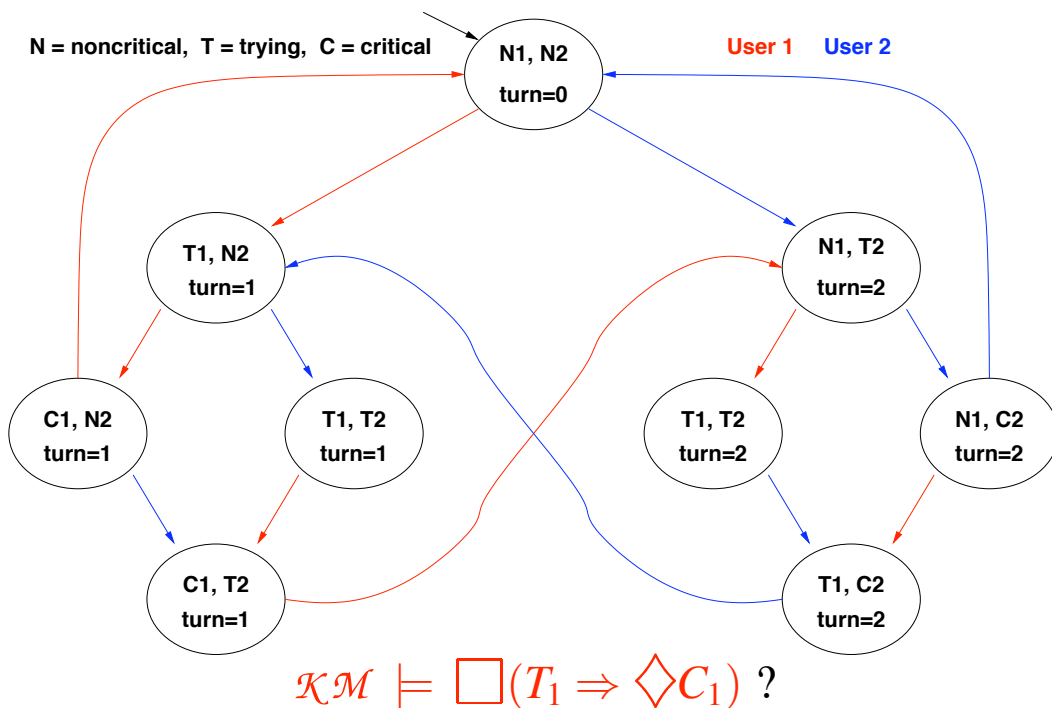 N = noncritical, T = trying, C = critical
User 1 User 2
N1, N2
turn=0
T1, N2
turn=1
N1, T2
turn=2
C1, N2
turn=1
T1, T2
turn=1
T1, T2
turn=2
N1, C2
turn=2
C1, T2
turn=1
T1, C2
turn=2
𝒦ℳ ⊨ □(T₁ ⇒ ◇C₁) ?